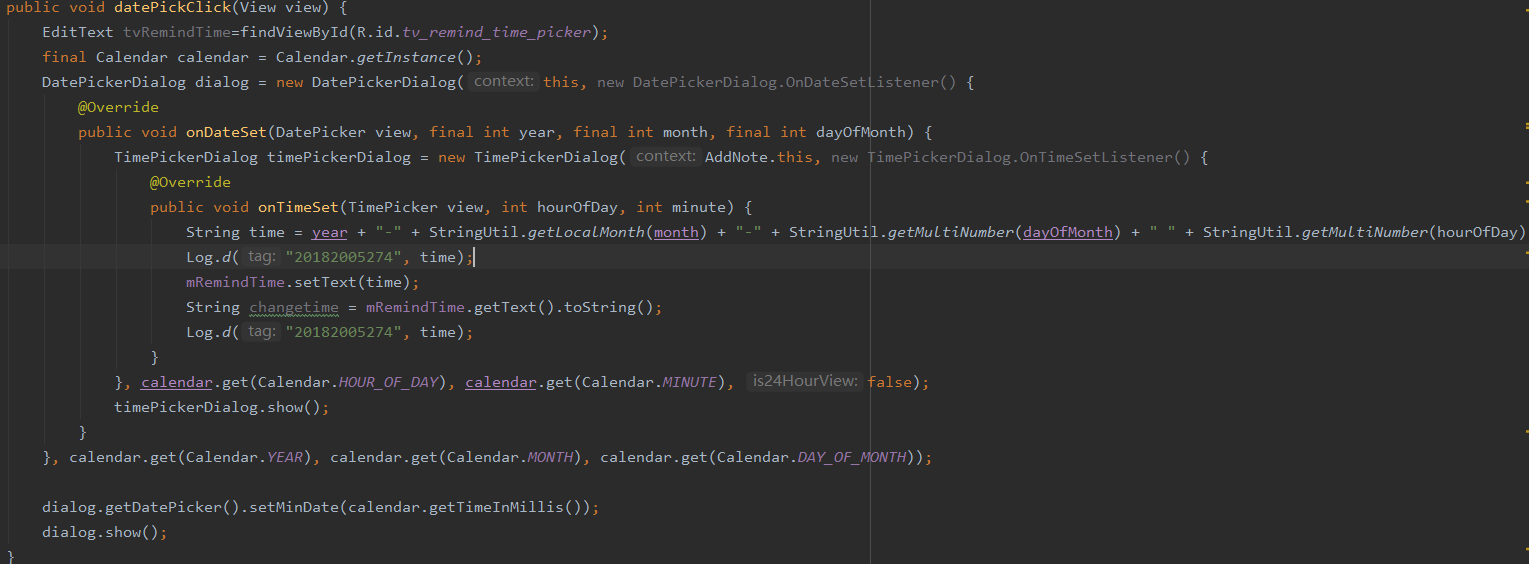 public void datePickClick(View view) {
EditText tvRemindTime=findViewById(R.id.tv_remind_time_picker);
final Calendar calendar = Calendar.getInstance();
DatePickerDialog dialog = new DatePickerDialog( context: this, new DatePickerDialog.OnDateSetListener() {
@Override
public void onDateSet(DatePicker view, final int year, final int month, final int dayOfMonth) {
TimePickerDialog timePickerDialog = new TimePickerDialog( context: AddNote.this, new TimePickerDialog.OnTimeSetListener() {
@Override
public void onTimeSet(TimePicker view, int hourOfDay, int minute) {
String time = year + "-" + StringUtil.getLocalMonth(month) + "-" + StringUtil.getMultiNumber(dayOfMonth) + " " + StringUtil.getMultiNumber(hourOfDay)
Log.d( tag: "20182005274", time);
mRemindTime.setText(time);
String changetime = mRemindTime.getText().toString();
Log.d( tag: "20182005274", time);
}
}, calendar.get(Calendar.HOUR_OF_DAY), calendar.get(Calendar.MINUTE), is24HourView: false);
timePickerDialog.show();
}
}, calendar.get(Calendar.YEAR), calendar.get(Calendar.MONTH), calendar.get(Calendar.DAY_OF_MONTH));
dialog.getDatePicker().setMinDate(calendar.getTimeInMillis());
dialog.show();
}